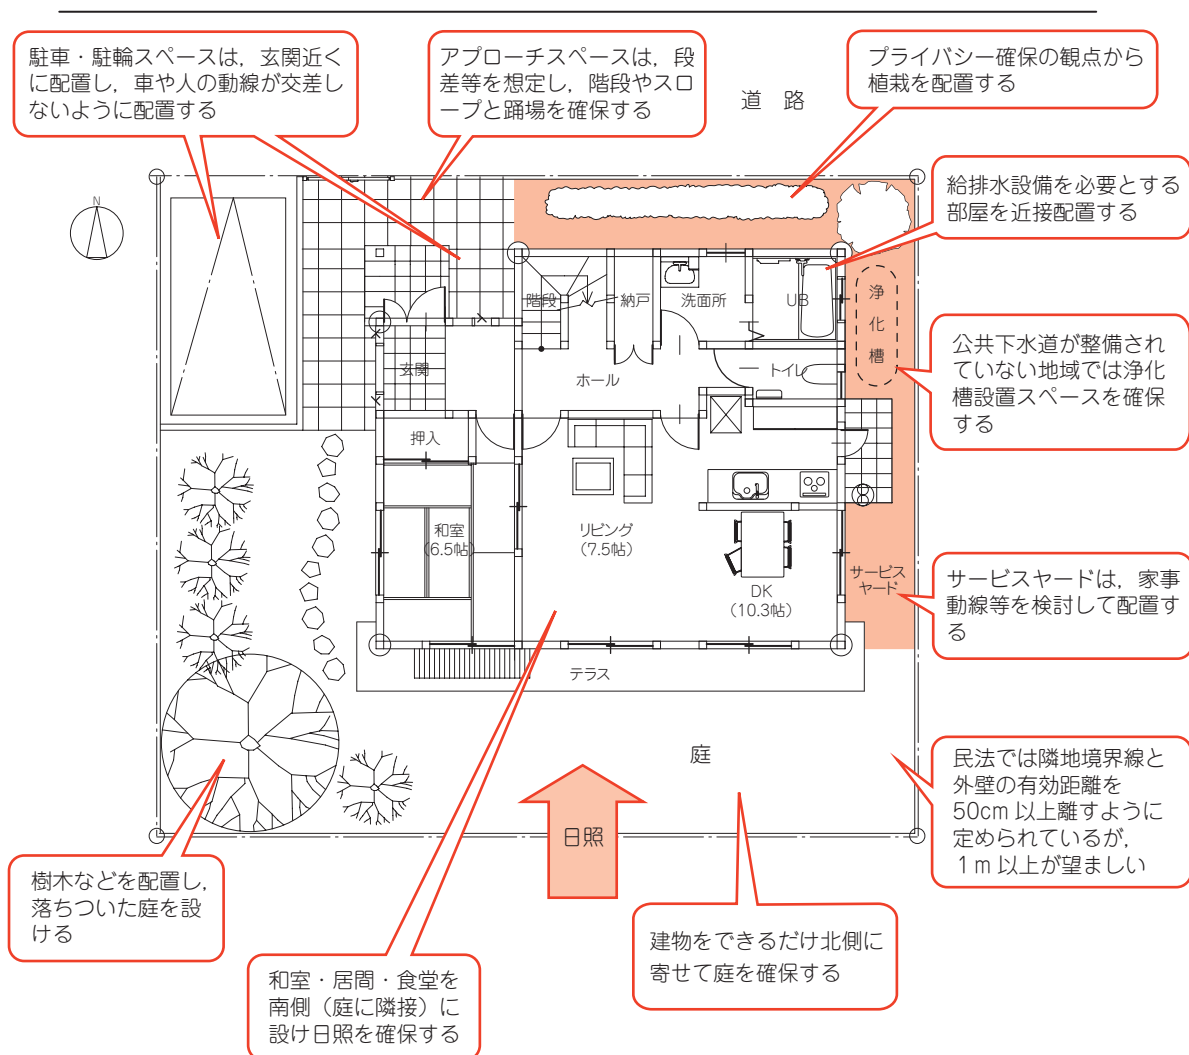 駐車・駐輪スペースは，玄関近く
に配置し，車や人の動線が交差し
ないように配置する
アプローチスペースは，段
差等を想定し，階段やスロ
ープと踊場を確保する
道 路
プライバシー確保の観点から
植栽を配置する
給排水設備を必要とする
部屋を近接配置する
N
階段
納戸
洗面所
UB
浄化槽
公共下水道が整備され
ていない地域では浄化
槽設置スペースを確保
する
玄関
ホール
トイレ
押入
和室
（6.5帖）
リビング
（7.5帖）
DK
（10.3帖）
サービス
ヤード
サービスヤードは，家事
動線等を検討して配置す
る
テラス
庭
民法では隣地境界線と
外壁の有効距離を
50cm 以上離すように
定められているが，
1 m 以上が望ましい
日照
樹木などを配置し，
落ちついた庭を設
ける
和室・居間・食堂を
南側（庭に隣接）に
設け日照を確保する
建物をできるだけ北側に
寄せて庭を確保する